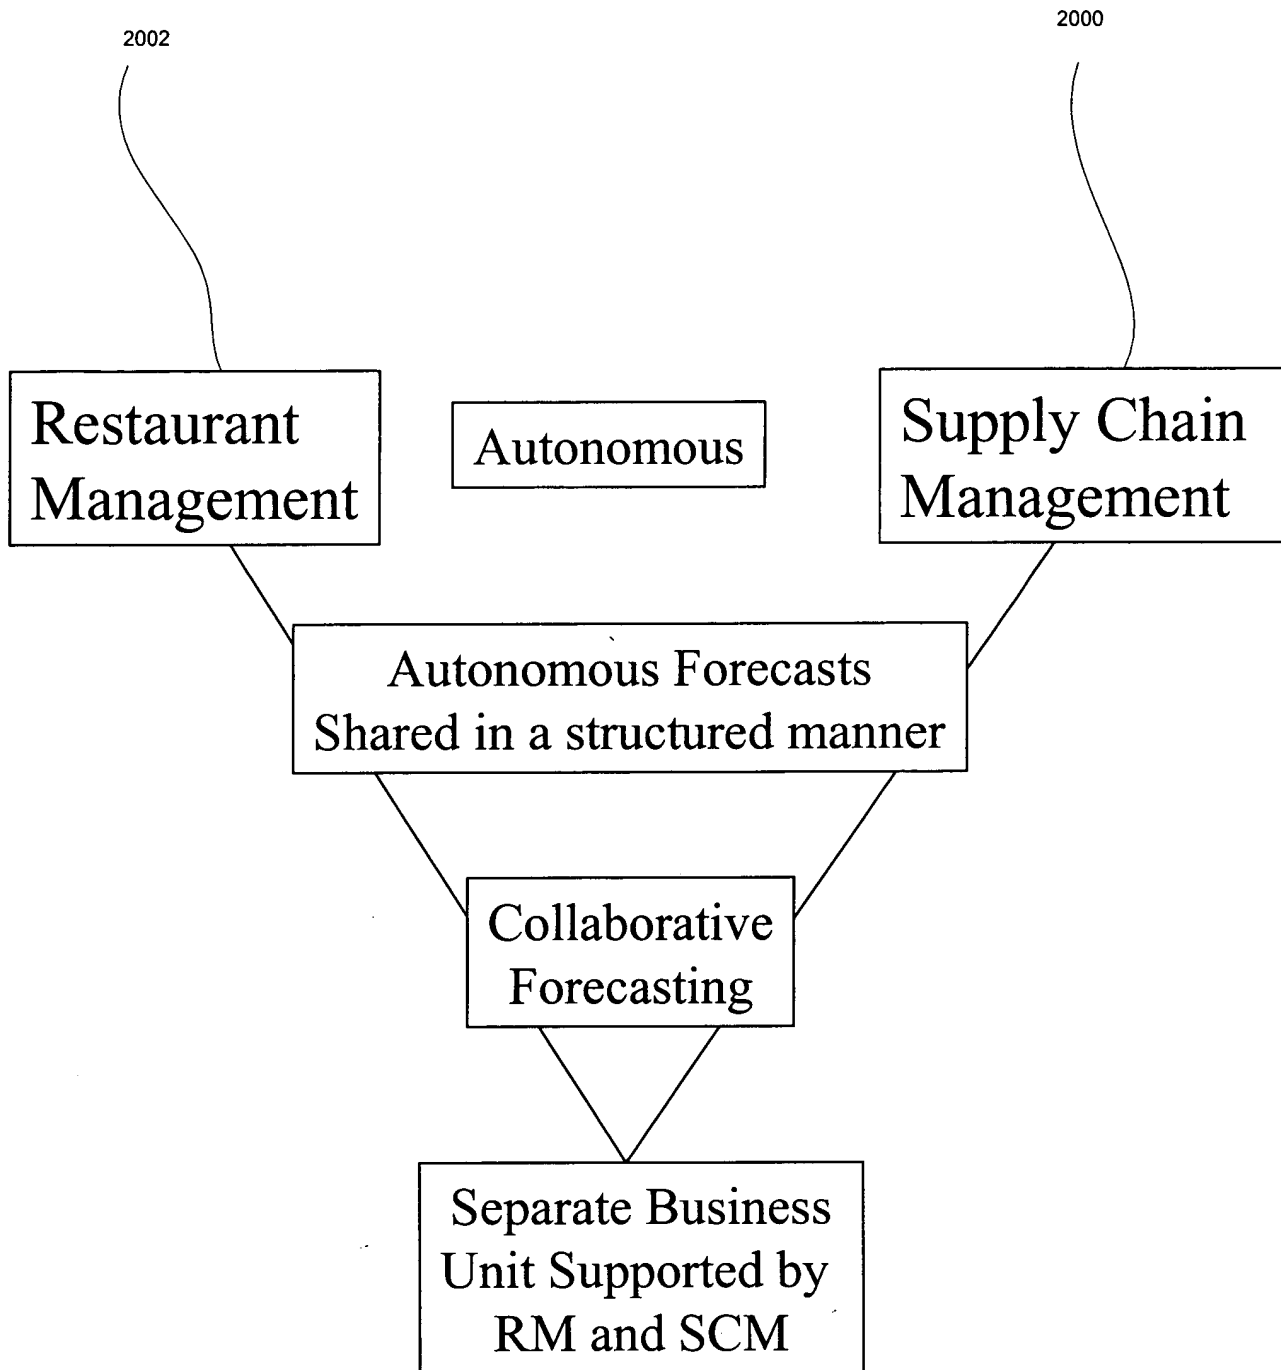 2002
2000
Restaurant
Management
Autonomous
Supply Chain
Management
Autonomous Forecasts
Shared in a structured manner
Collaborative
Forecasting
Separate Business
Unit Supported by
RM and SCM